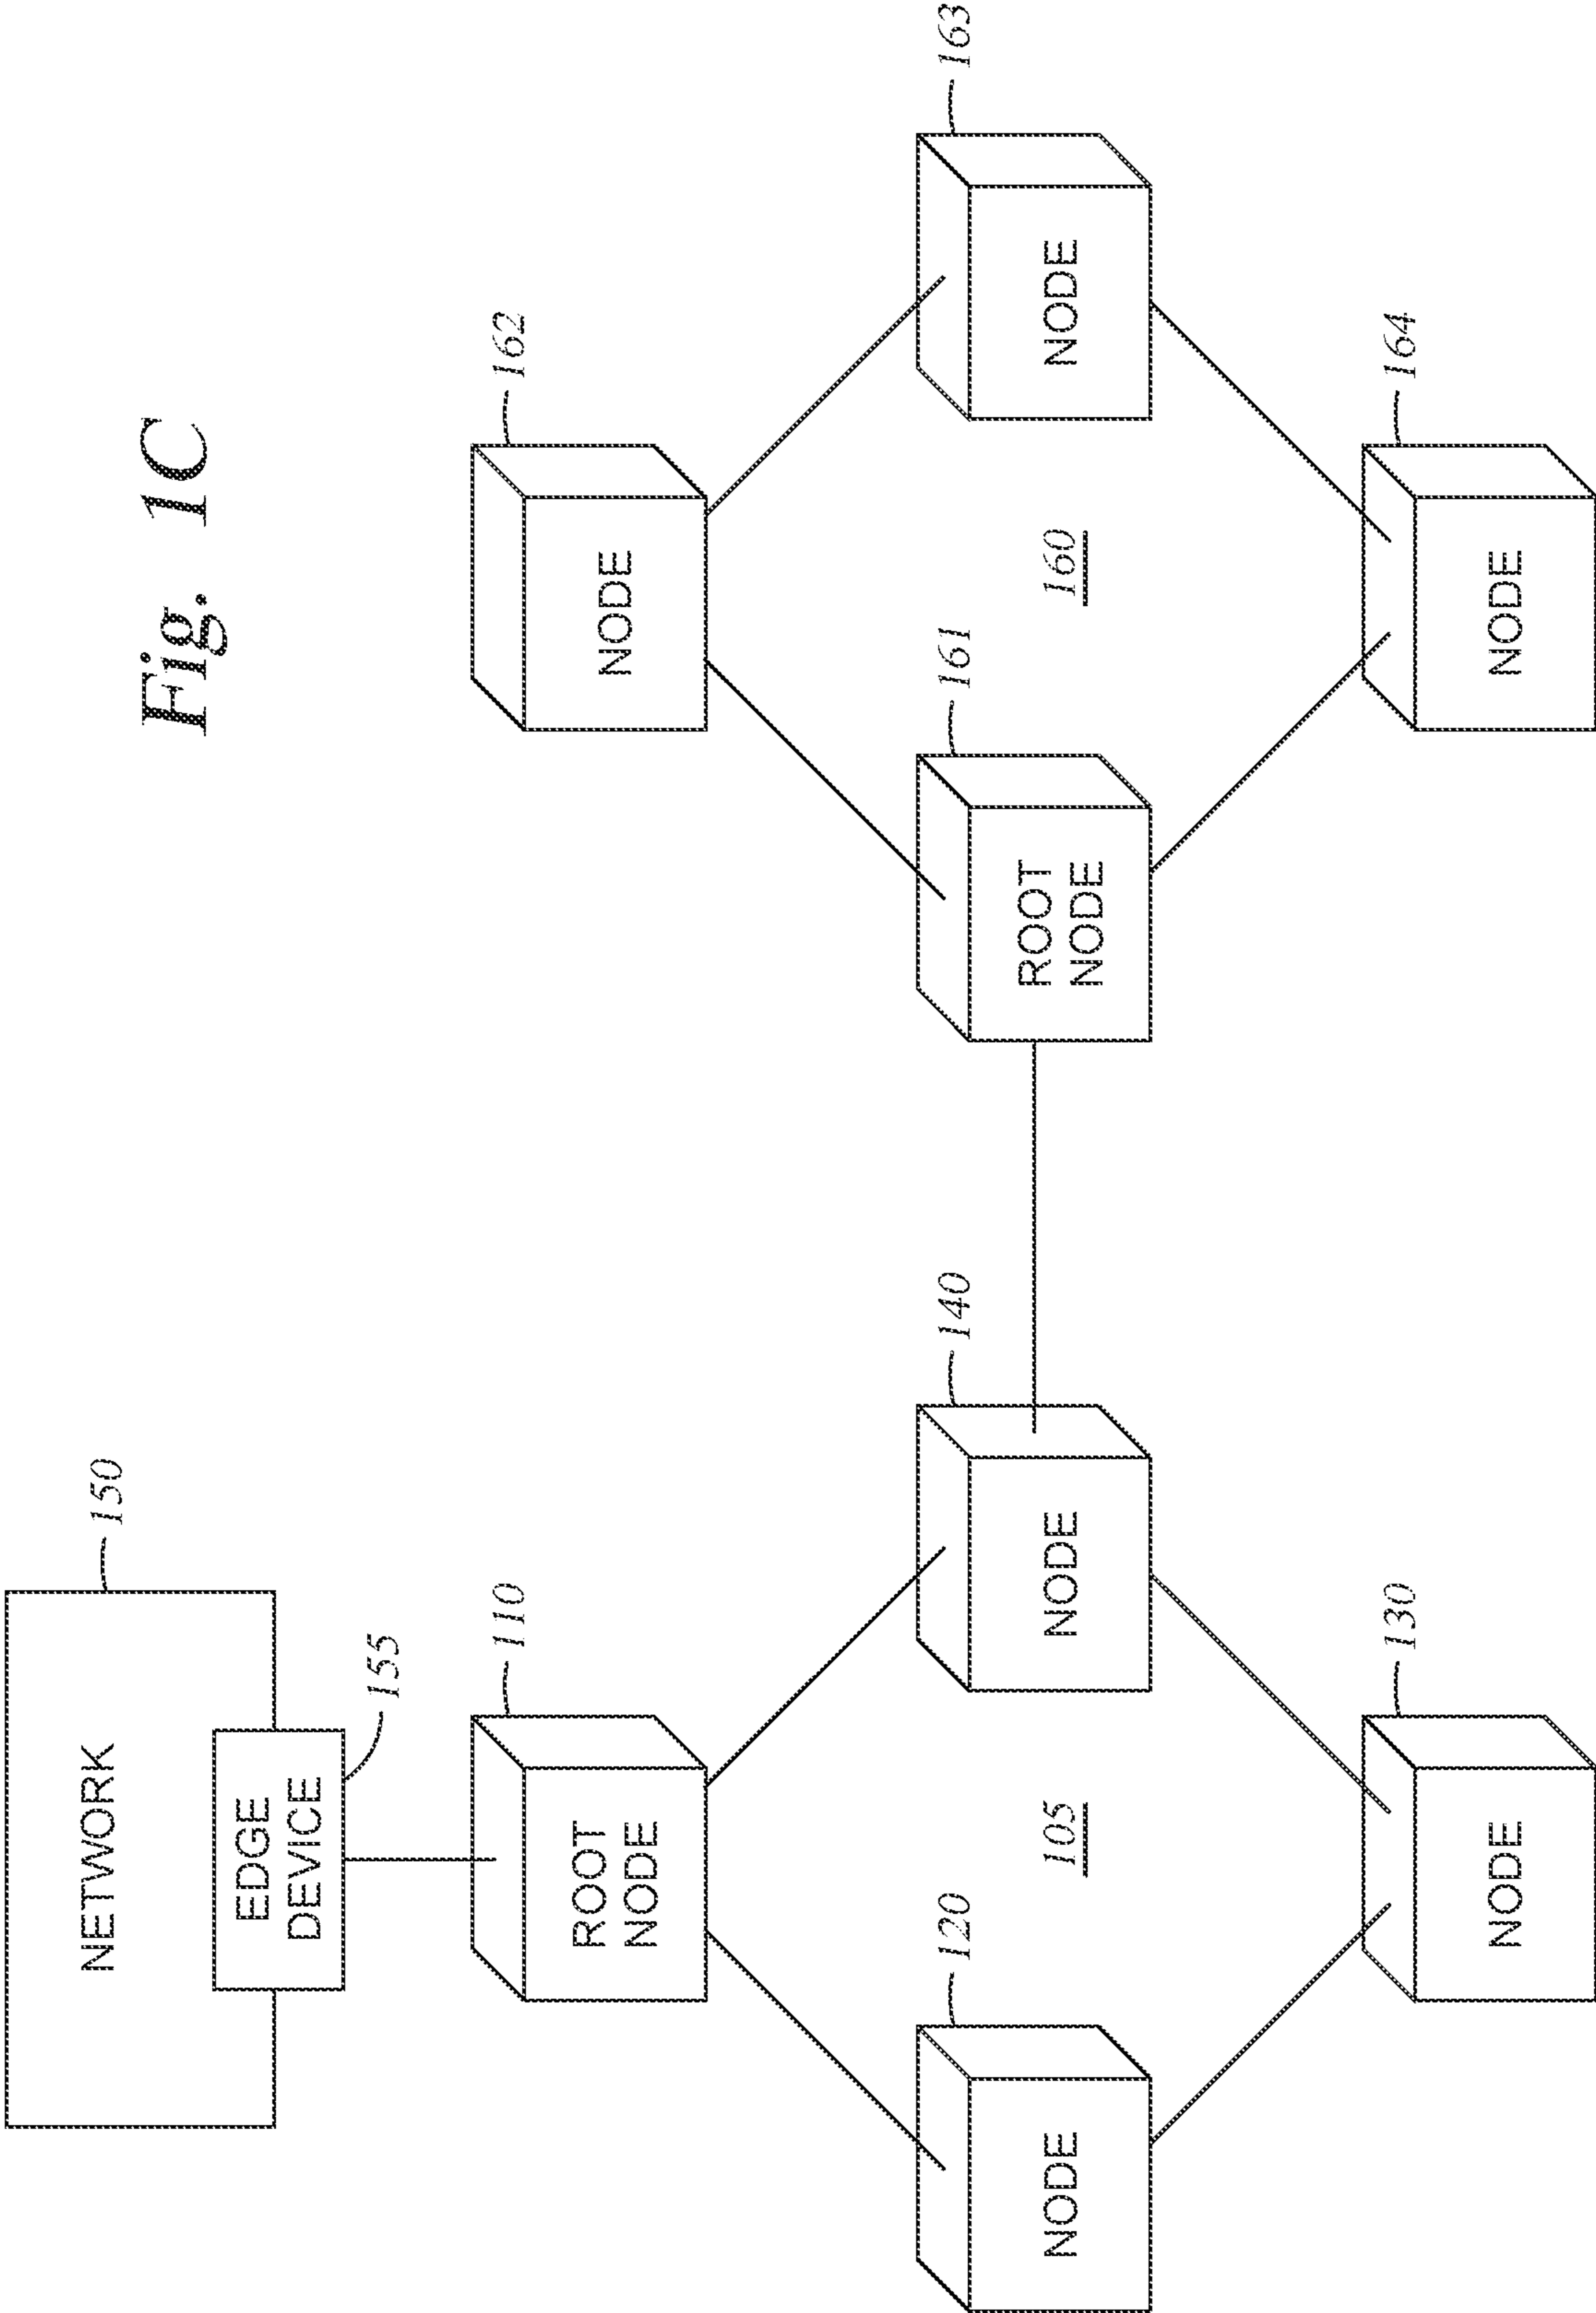 Fig. 1C
NETWORK
150
EDGE
DEVICE
155
ROOT
NODE
110
NODE
120
105
NODE
140
NODE
130
NODE
162
ROOT
NODE
161
160
NODE
163
NODE
164